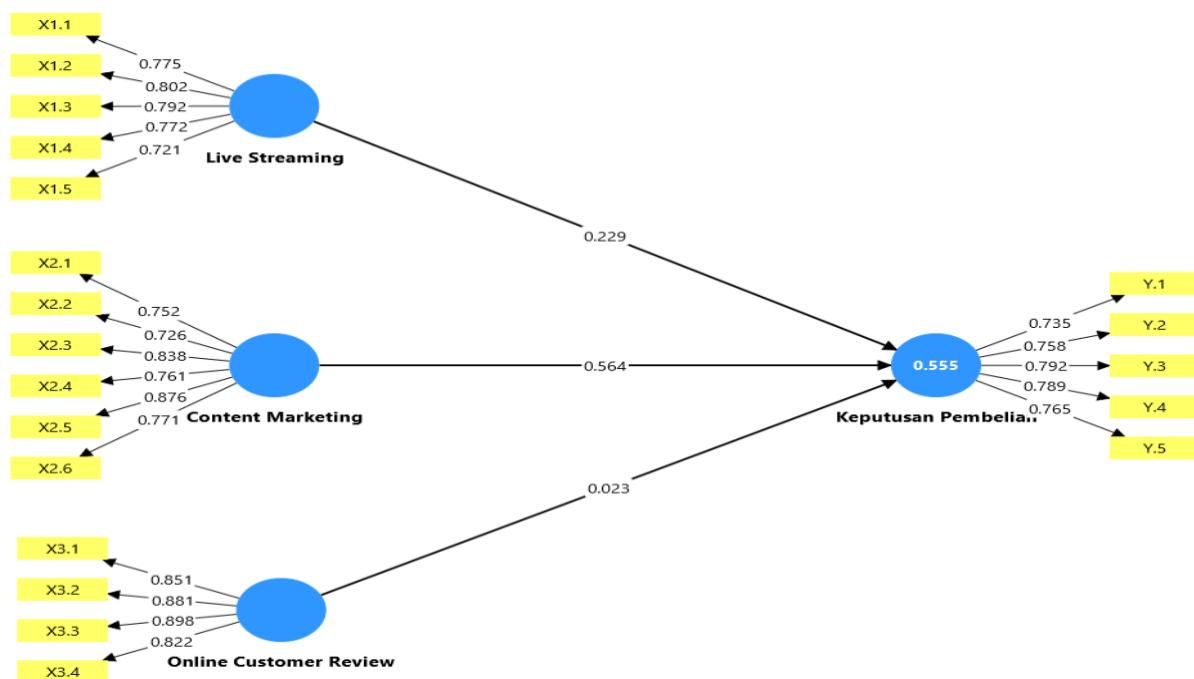 X1.1
0.775
X1.2
0.802
X1.3
0.792
X1.4
0.772
X1.5
0.721
Live Streaming
0.229
X2.1
0.752
X2.2
0.726
X2.3
0.838
X2.4
0.761
X2.5
0.876
X2.6
0.771
Content Marketing
0.564
X3.1
0.851
X3.2
0.881
X3.3
0.898
X3.4
0.822
Online Customer Review
0.023
0.555
Keputusan Pembelian
Y.1
0.735
Y.2
0.758
Y.3
0.792
Y.4
0.789
Y.5
0.765